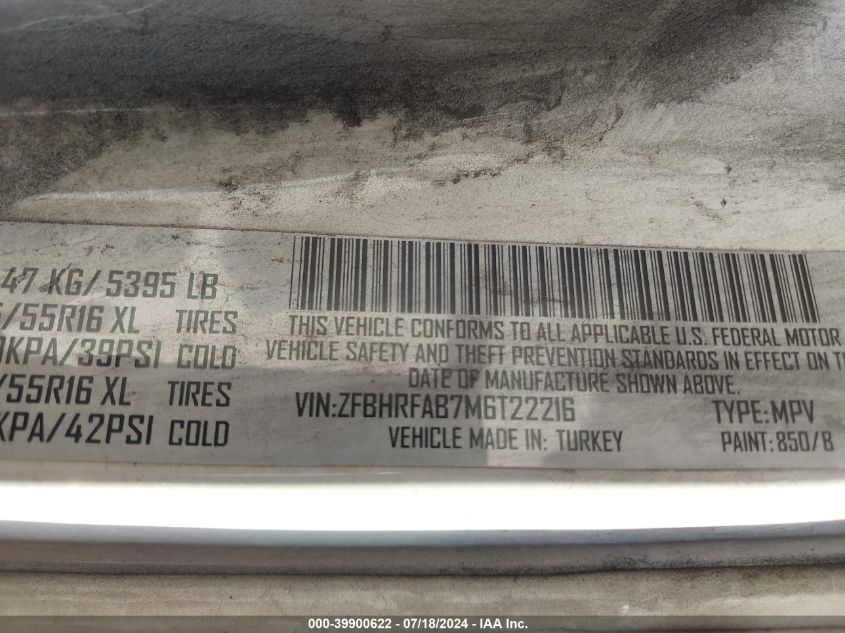 47 KG/5395 LB
/55R16 XL TIRES
0KPA/39PSI COLD
/55R16 XL TIRES
KPA/42PSI COLD
THIS VEHICLE CONFORMS TO ALL APPLICABLE U.S. FEDERAL MOTOR
VEHICLE SAFETY AND THEFT PREVENTION STANDARDS IN EFFECT ON
DATE OF MANUFACTURE SHOWN ABOVE.
VIN:ZFBHRFAB7M6T22216 TYPE:MPV
VEHICLE MADE IN: TURKEY PAINT:850/B
000-39900622 - 07/18/2024 - IAA Inc.